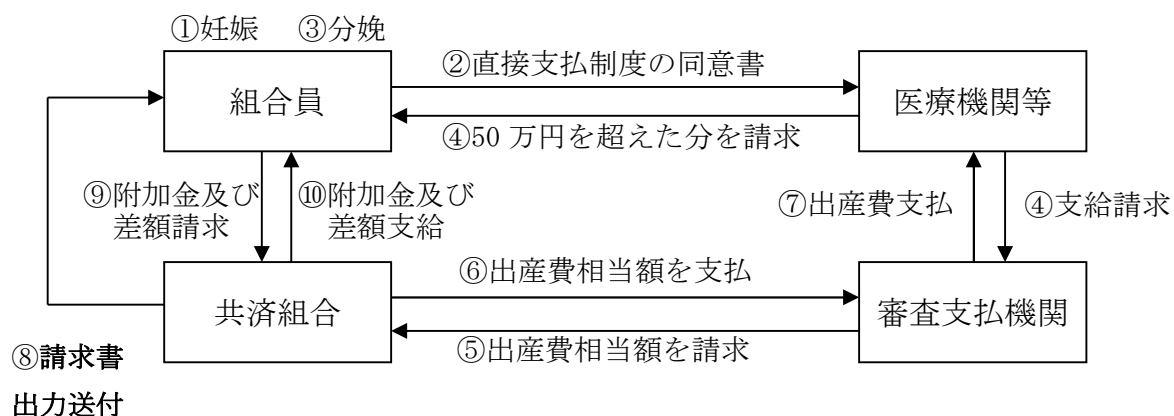 ①妊娠 ③分娩
②直接支払制度の同意書
組合員
医療機関等
④50 万円を超えた分を請求
⑨附加金及び
差額請求
⑩附加金及び
差額支給
⑦出産費支払
④支給請求
⑥出産費相当額を支払
共済組合
審査支払機関
⑤出産費相当額を請求
⑧請求書
出力送付